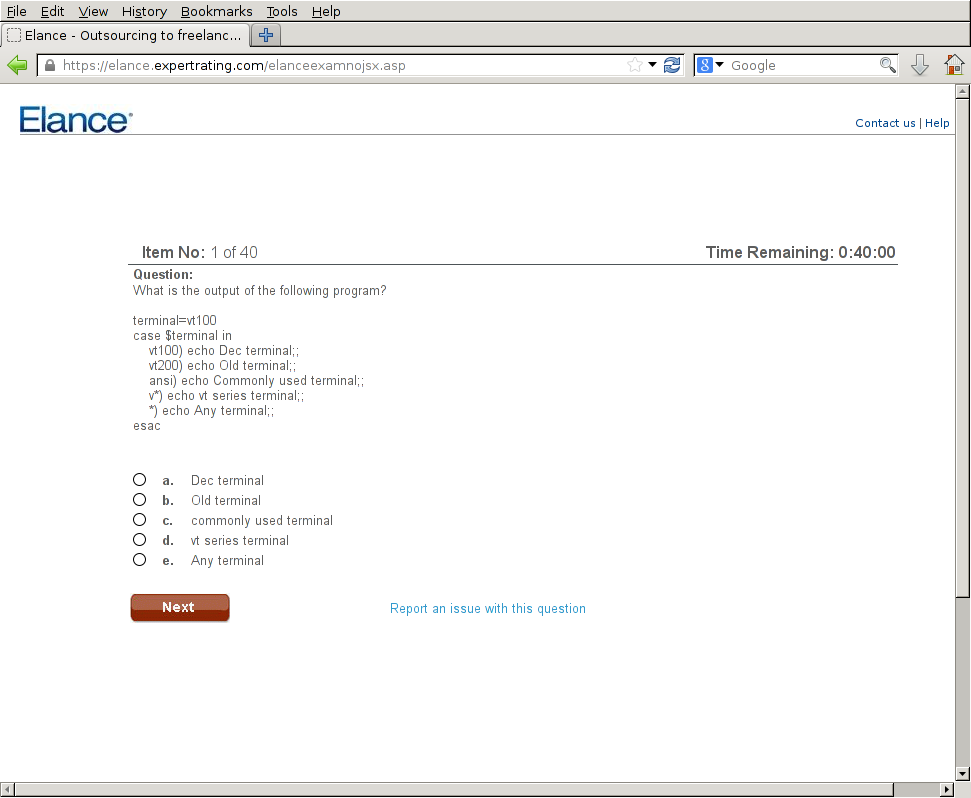 File Edit View History Bookmarks Tools Help
Elance - Outsourcing to freelanc...
https://elance.expertrating.com/elanceexamnojsx.asp
8 Google
Elance
Contact us | Help
Item No: 1 of 40
Time Remaining: 0:40:00
Question:
What is the output of the following program?
terminal=vt100
case $terminal in
vt100) echo Dec terminal;;
vt200) echo Old terminal;;
ansi) echo Commonly used terminal;;
v*) echo vt series terminal;;
*) echo Any terminal;;
esac
a. Dec terminal
b. Old terminal
c. commonly used terminal
d. vt series terminal
e. Any terminal
Next
Report an issue with this question